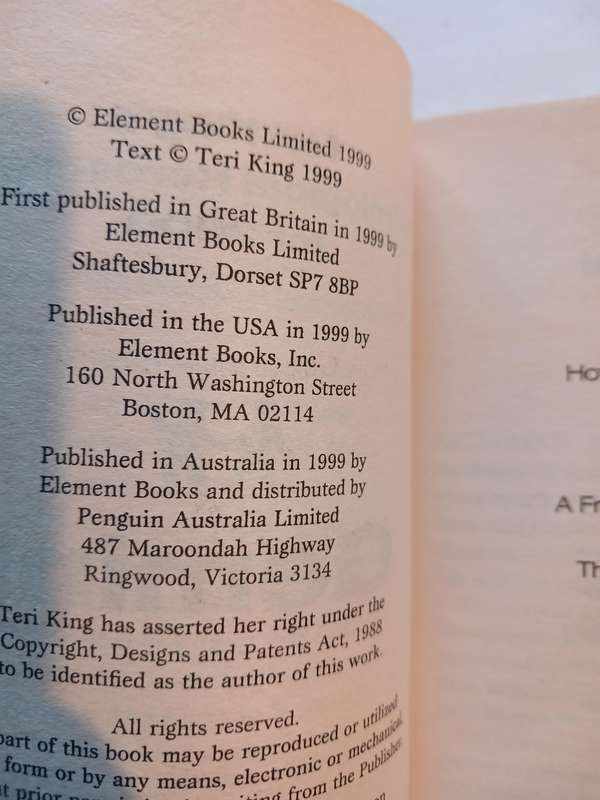 © Element Books Limited 1999
Text © Teri King 1999
First published in Great Britain in 1999 by
Element Books Limited
Shaftesbury, Dorset SP7 8BP
Published in the USA in 1999 by
Element Books, Inc.
160 North Washington Street
Boston, MA 02114
Published in Australia in 1999 by
Element Books and distributed by
Penguin Australia Limited
487 Maroondah Highway
Ringwood, Victoria 3134
Teri King has asserted her right under the
Copyright, Designs and Patents Act, 1988
to be identified as the author of this work.
All rights reserved.
part of this book may be reproduced or utilized
form or by any means, electronic or mechanical,
prior
from the Publisher
A